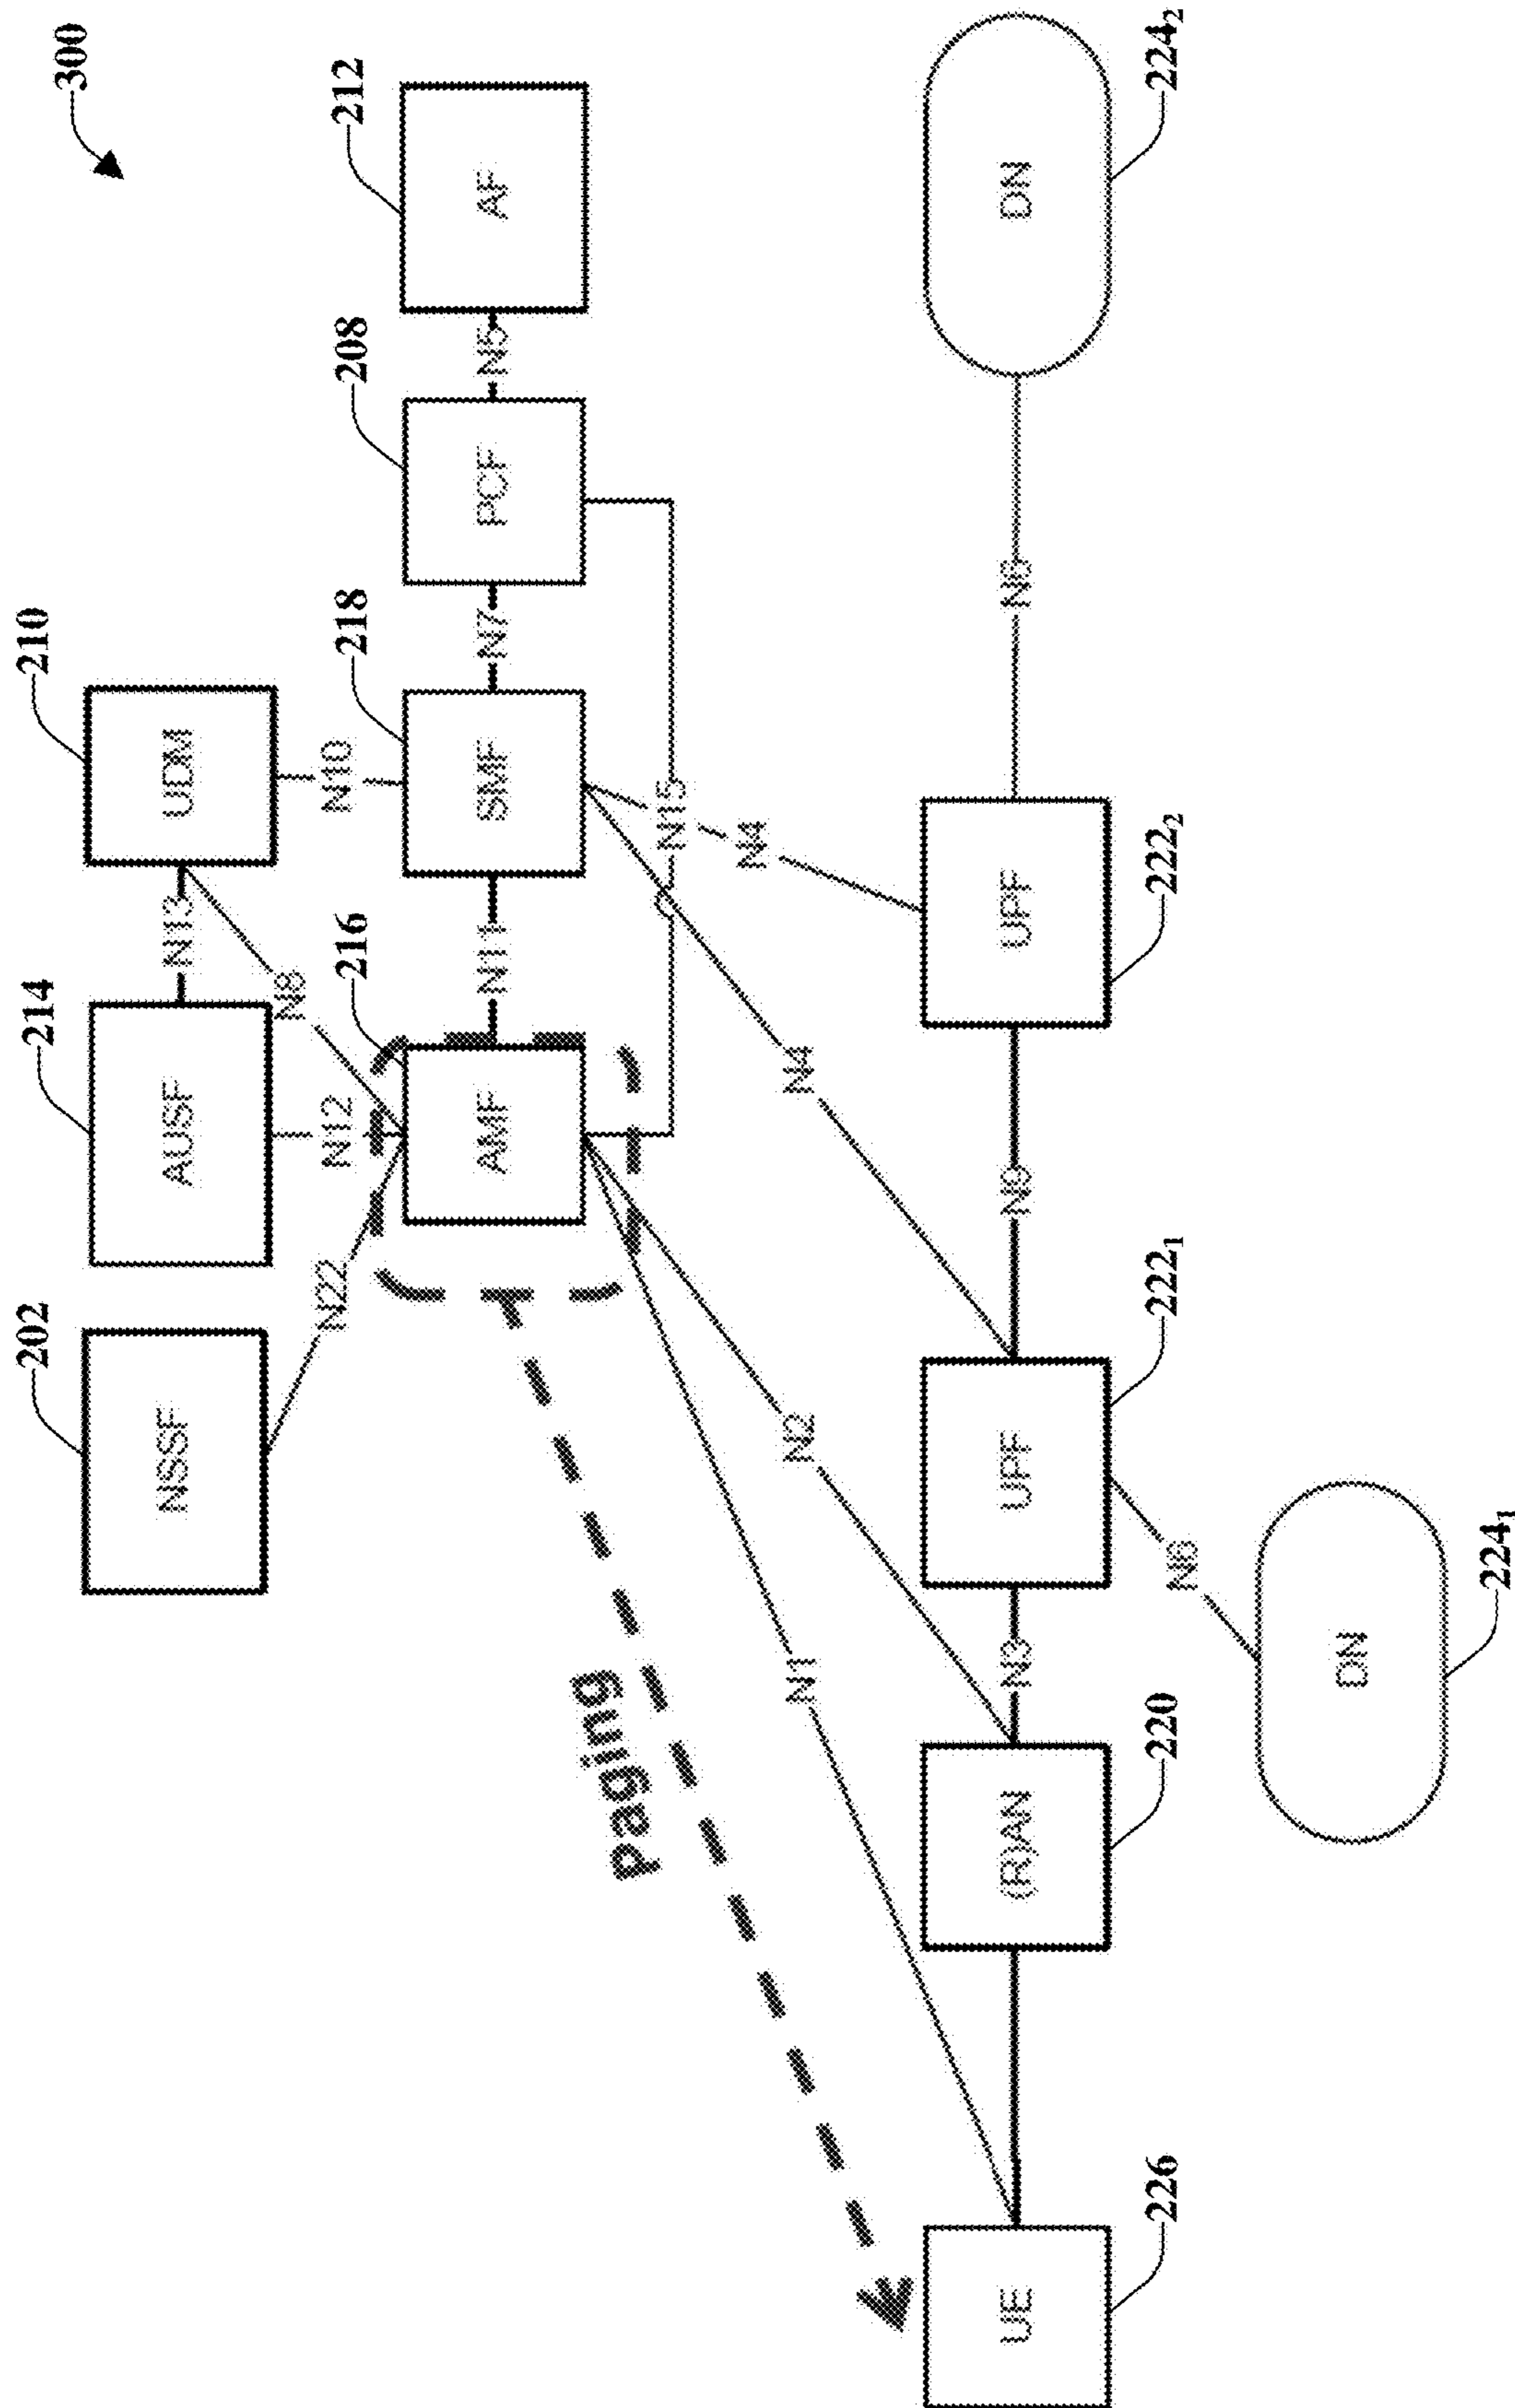 300
202
214
210
NSSF
AUSF
N13
UDM
N22
N12
N8
N10
216
218
208
212
AMF
N11
SMF
N7
PCF
N5
AF
paging
N15
N1
N2
N4
N4
UE
(R)AN
N3
UPF
N9
UPF
N6
DN
226
220
222₁
222₂
224₂
N6
DN
224₁